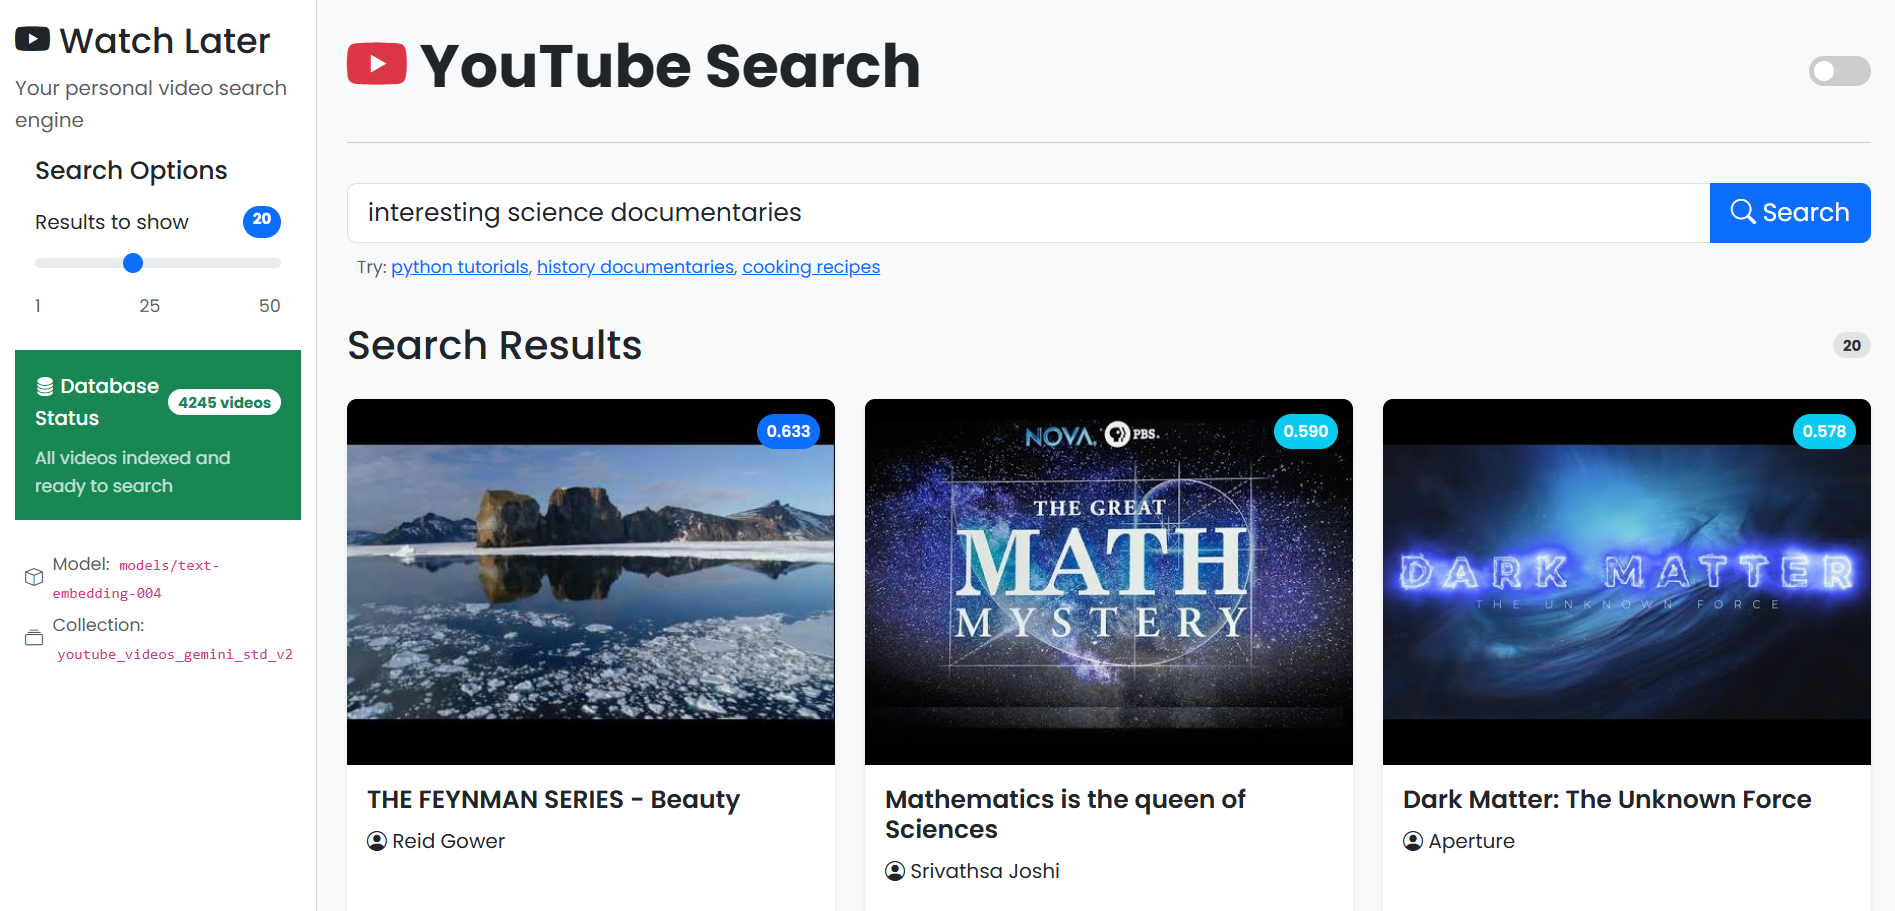 Watch Later
Your personal video search
engine
Search Options
Results to show 20
1 25 50
Database
Status
4245 videos
All videos indexed and
ready to search
Model: models/text-
embedding-004
Collection:
youtube_videos_gemini_std_v2
YouTube Search
interesting science documentaries
Search
Try: python tutorials, history documentaries, cooking recipes
Search Results
20
0.633
THE FEYNMAN SERIES - Beauty
Reid Gower
0.590
NOVA. PBS.
THE GREAT
MATH
MYSTERY
Mathematics is the queen of
Sciences
Srivathsa Joshi
0.578
DARK MATTER
THE UNKNOWN FORCE
Dark Matter: The Unknown Force
Aperture